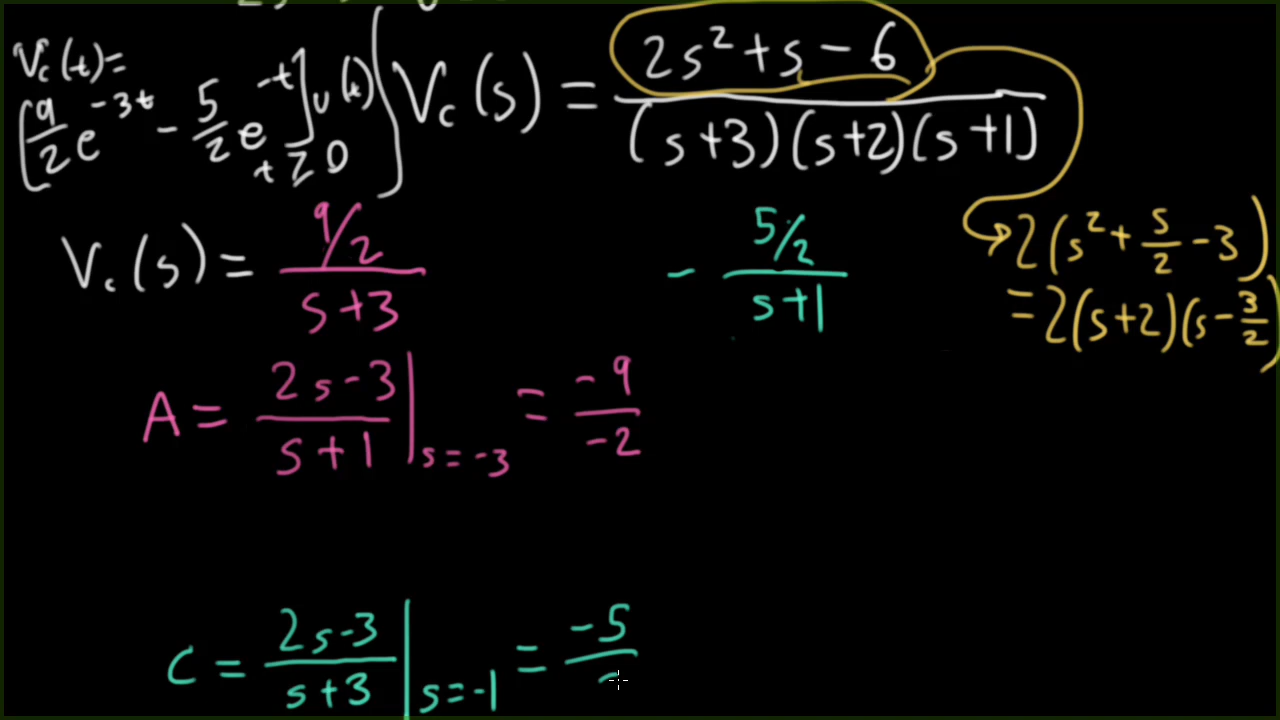 Vc(t)=
[9/2 e^-3t - 5/2 e^-t] u(t)
t ≥ 0
Vc(s) = (2s² + s - 6) / ((s+3)(s+2)(s+1))
2(s² + s/2 - 3)
= 2(s+2)(s - 3/2)
Vc(s) = (9/2)/(s+3) - (5/2)/(s+1)
A = (2s-3)/(s+1) | s=-3 = -9/-2
C = (2s-3)/(s+3) | s=-1 = -5/